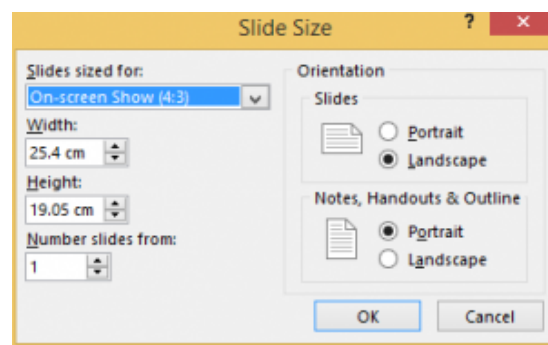 Slide Size
?
Slides sized for:
On-screen Show (4:3)
Width:
25.4 cm
Height:
19.05 cm
Number slides from:
1
Orientation
Slides
Portrait
Landscape
Notes, Handouts & Outline
Portrait
Landscape
OK
Cancel